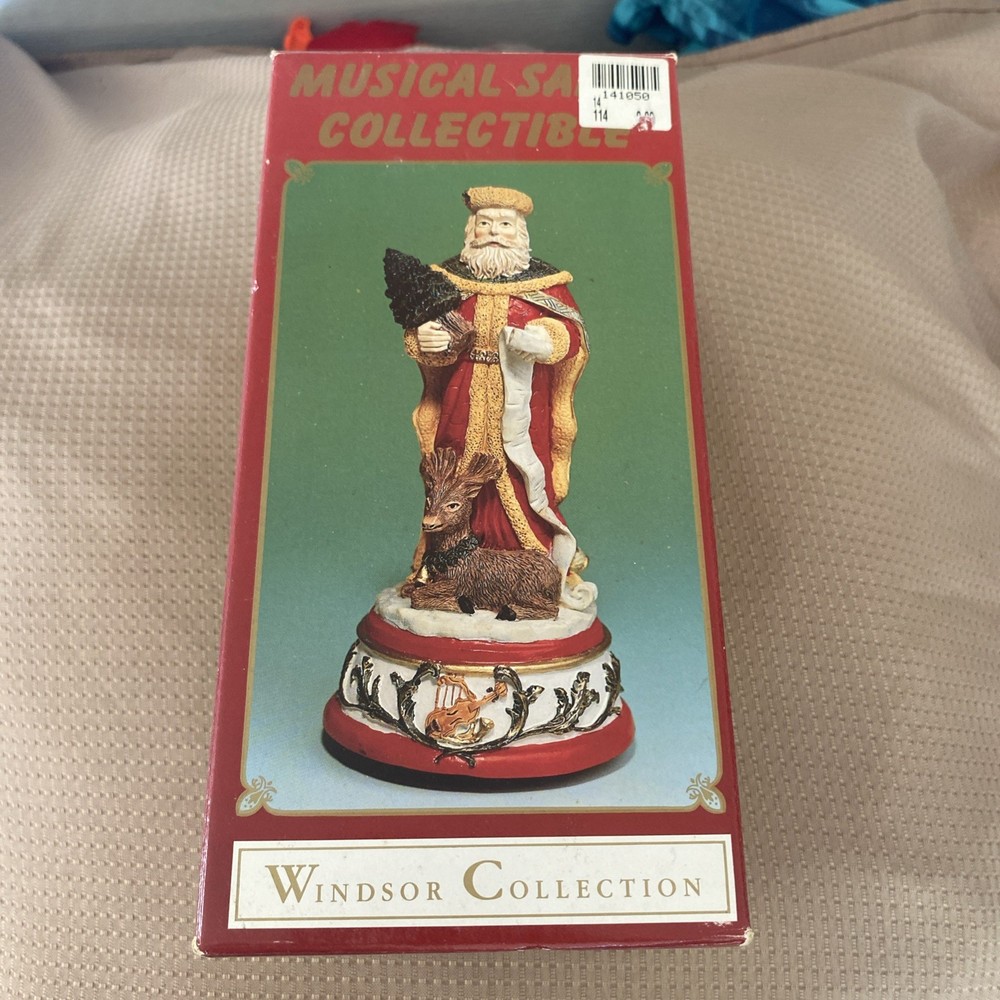 MUSICAL SA
COLLECTIBLE
141050
14
114
WINDSOR COLLECTION